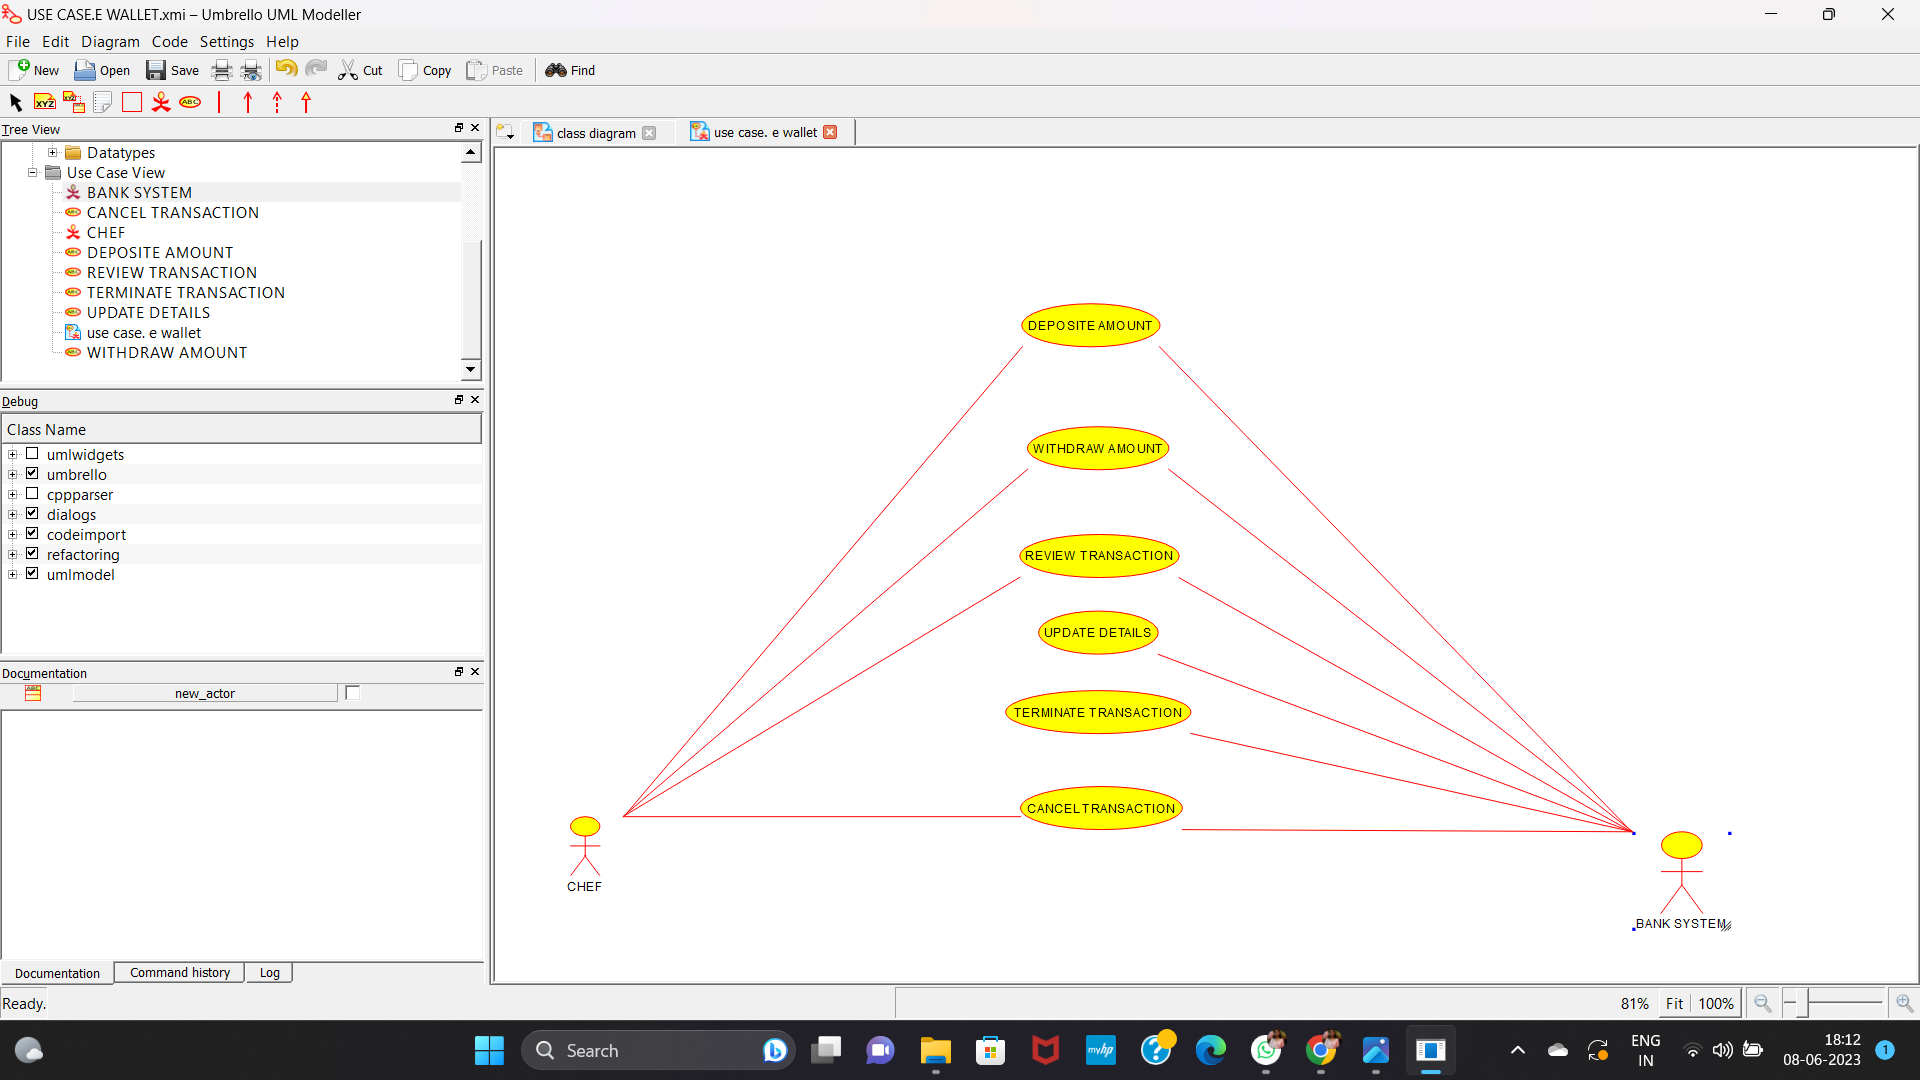 USE CASE.E WALLET.xmi – Umbrello UML Modeller
File Edit Diagram Code Settings Help
New Open Save Cut Copy Paste Find
XYZ XYZ ABC
Tree View
class diagram
use case. e wallet
Datatypes
Use Case View
BANK SYSTEM
CANCEL TRANSACTION
CHEF
DEPOSITE AMOUNT
REVIEW TRANSACTION
TERMINATE TRANSACTION
UPDATE DETAILS
use case. e wallet
WITHDRAW AMOUNT
Debug
Class Name
umlwidgets
umbrello
cppparser
dialogs
codeimport
refactoring
umlmodel
Documentation
new_actor
Documentation Command history Log
DEPOSITE AMOUNT
WITHDRAW AMOUNT
REVIEW TRANSACTION
UPDATE DETAILS
TERMINATE TRANSACTION
CANCEL TRANSACTION
CHEF
BANK SYSTEM
Ready.
81% Fit 100%
Search
myhp
ENG
IN
18:12
08-06-2023
1